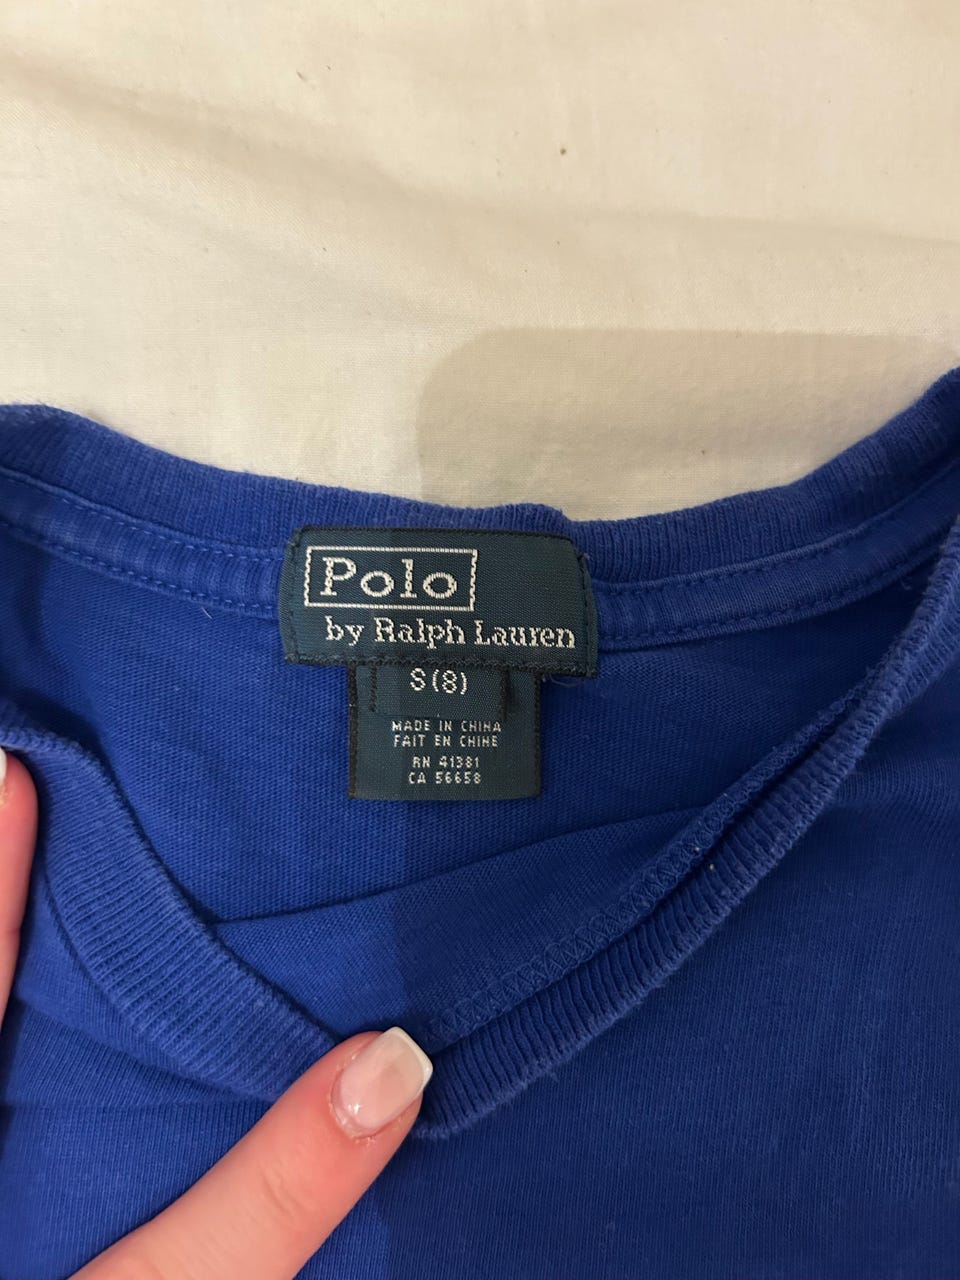 Polo
by Ralph Lauren
S (8)
MADE IN CHINA
FAIT EN CHINE
RN 41381
CA 56658